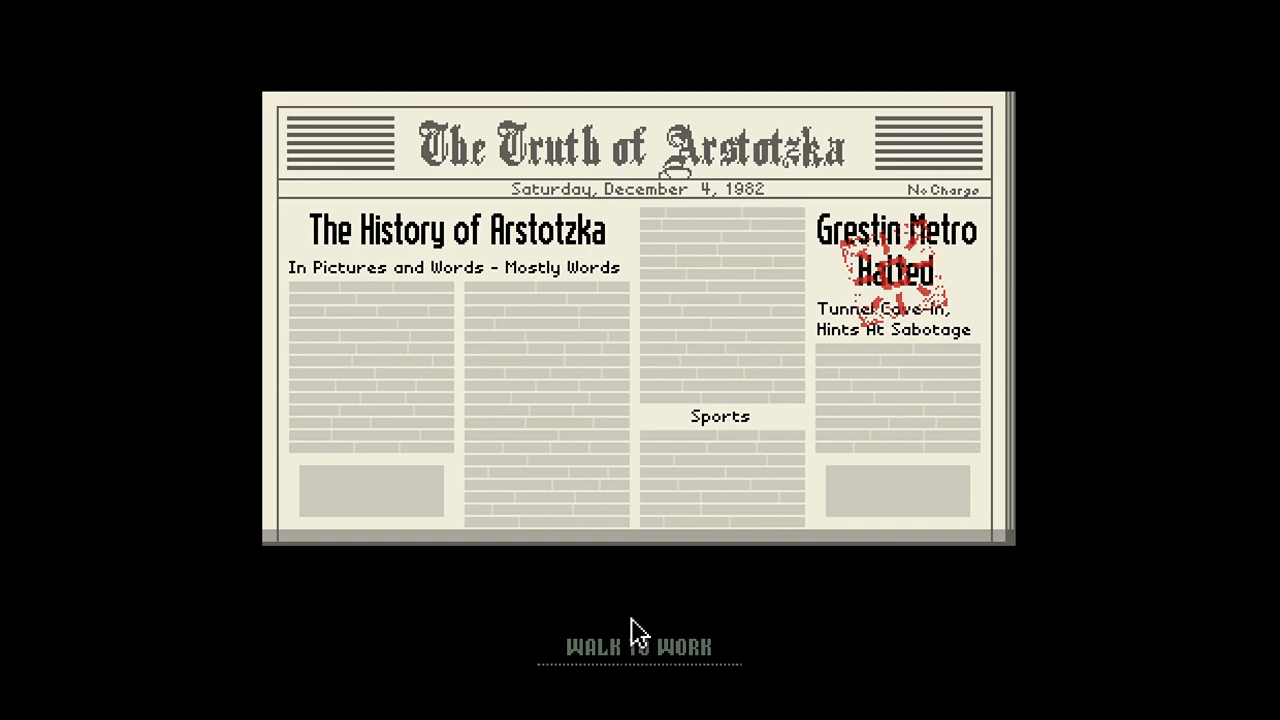 The Truth of Arstotzka
Saturday, December 4, 1982
No Charge
The History of Arstotzka
In Pictures and Words - Mostly Words
Sports
Grestin Metro
Halted
Tunnel Cave-In,
Hints At Sabotage
WALK TO WORK